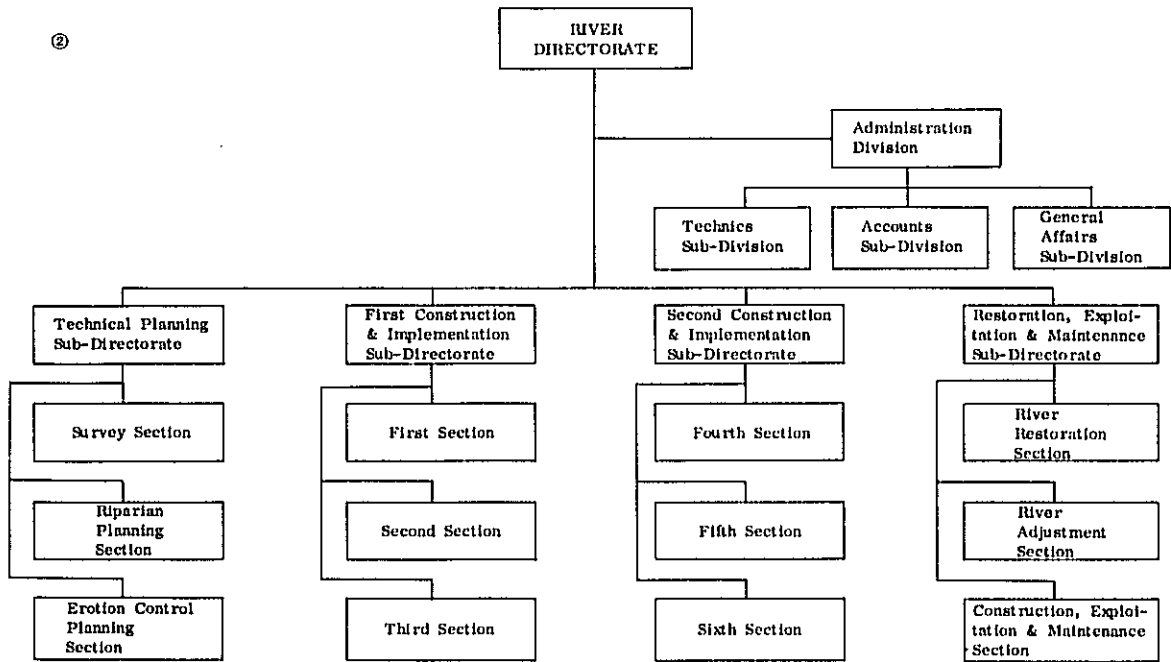 ②
RIVER
DIRECTORATE
Administration
Division
Technics
Sub-Division
Accounts
Sub-Division
General
Affairs
Sub-Division
Technical Planning
Sub-Directorate
First Construction
& Implementation
Sub-Directorate
Second Construction
& Implementation
Sub-Directorate
Restoration, Exploi-
tation & Maintenance
Sub-Directorate
Survey Section
First Section
Fourth Section
River
Restoration
Section
Riparian
Planning
Section
Second Section
Fifth Section
River
Adjustment
Section
Erotion Control
Planning
Section
Third Section
Sixth Section
Construction, Exploi-
tation & Maintenance
Section